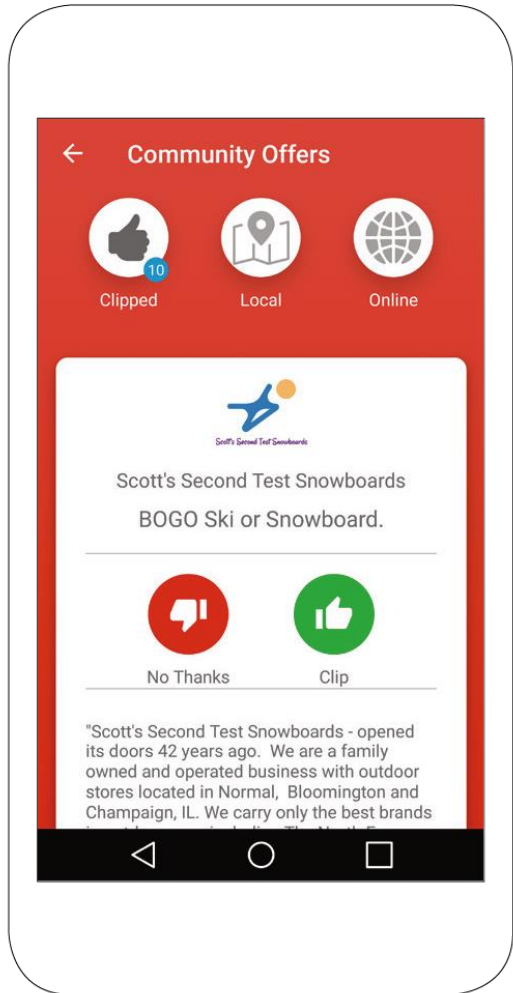 Community Offers
10
Clipped
Local
Online
Scott's Second Test Snowboards
Scott's Second Test Snowboards
BOGO Ski or Snowboard.
No Thanks
Clip
"Scott's Second Test Snowboards - opened
its doors 42 years ago.  We are a family
owned and operated business with outdoor
stores located in Normal,  Bloomington and
Champaign, IL. We carry only the best brands